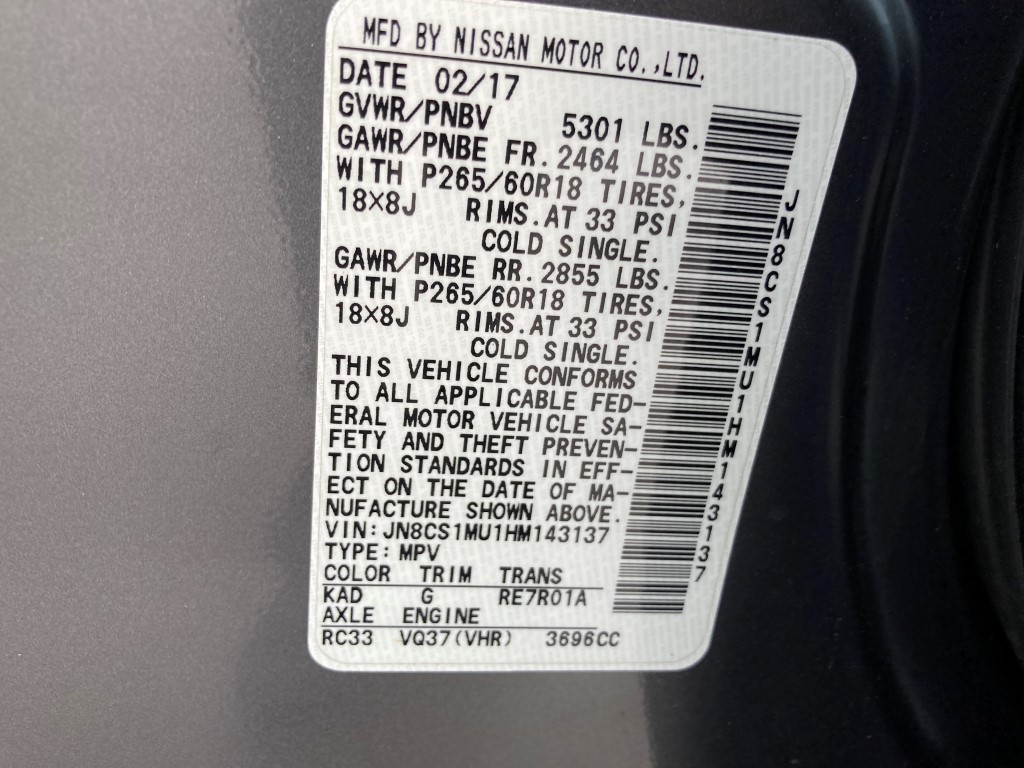 MFD BY NISSAN MOTOR CO.,LTD.
DATE 02/17
GVWR/PNBV 5301 LBS.
GAWR/PNBE FR. 2464 LBS.
WITH P265/60R18 TIRES,
18×8J RIMS.AT 33 PSI
COLD SINGLE.
GAWR/PNBE RR. 2855 LBS.
WITH P265/60R18 TIRES,
18×8J RIMS.AT 33 PSI
COLD SINGLE.
THIS VEHICLE CONFORMS
TO ALL APPLICABLE FED-
ERAL MOTOR VEHICLE SA-
FETY AND THEFT PREVEN-
TION STANDARDS IN EFF-
ECT ON THE DATE OF MA-
NUFACTURE SHOWN ABOVE.
VIN:JN8CS1MU1HM143137
TYPE:MPV
COLOR TRIM TRANS
KAD G RE7R01A
AXLE ENGINE
RC33 VQ37(VHR) 3696CC
JN8CS1MU1HM143137